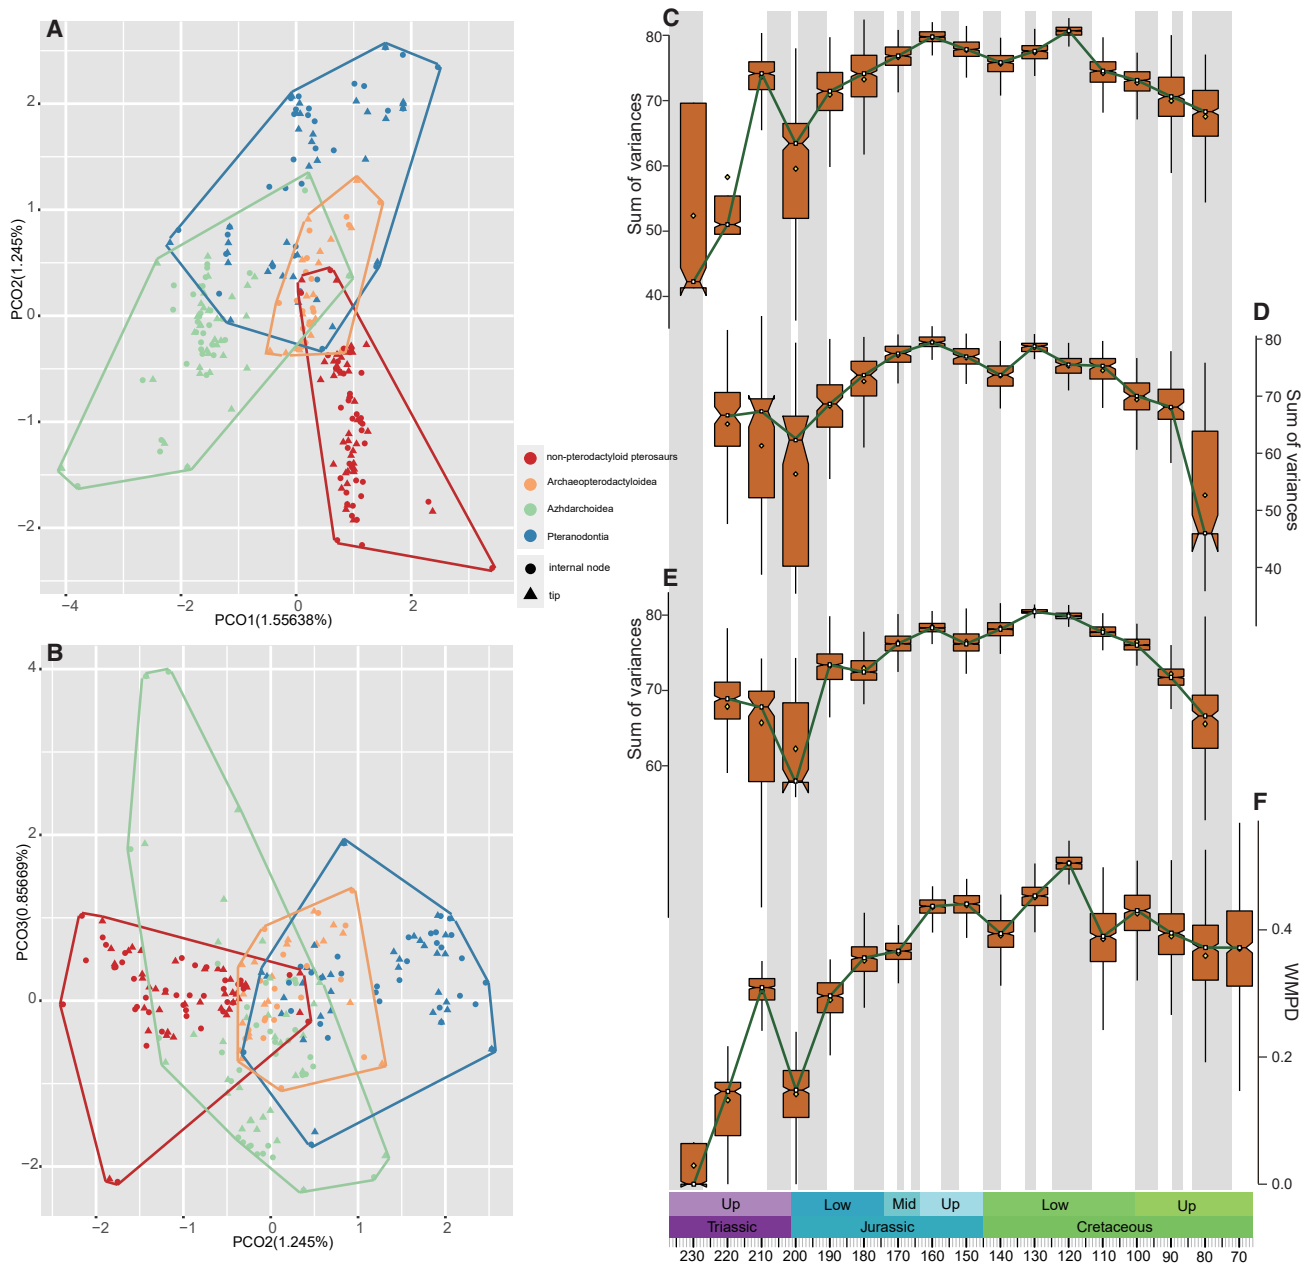 A
2
1
0
−1
−2
PCO2(1.245%)
−4
−2
0
2
PCO1(1.55638%)
non-pterodactyloid pterosaurs
Archaeopterodactyloidea
Azhdarchoidea
Pteranodontia
internal node
tip
B
4
2
0
−2
PCO3(0.85669%)
−2
−1
0
1
2
PCO2(1.245%)
C
80
70
60
50
40
Sum of variances
D
80
70
60
50
40
Sum of variances
E
80
70
60
Sum of variances
F
0.4
0.2
0.0
WMPD
Up Low Mid Up Low Up
Triassic Jurassic Cretaceous
230 220 210 200 190 180 170 160 150 140 130 120 110 100 90 80 70